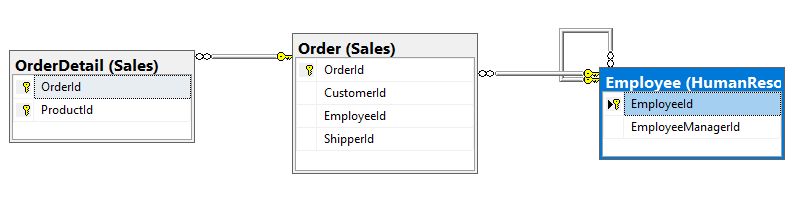 OrderDetail (Sales)
OrderId
ProductId
Order (Sales)
OrderId
CustomerId
EmployeeId
ShipperId
Employee (HumanReso
EmployeeId
EmployeeManagerId